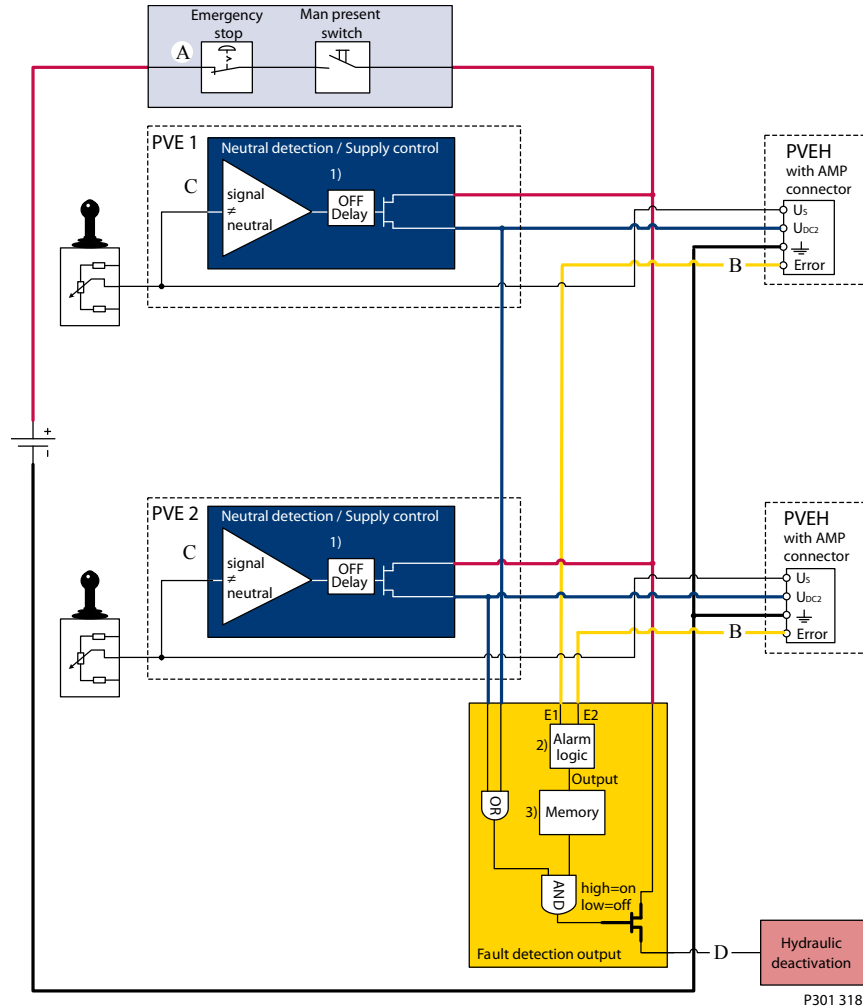 Emergency
stop
Man present
switch
A
PVE 1
Neutral detection / Supply control
1)
C
signal
≠
neutral
OFF
Delay
PVEH
with AMP
connector
US
UDC2
Error
B
+
-
PVE 2
Neutral detection / Supply control
1)
C
signal
≠
neutral
OFF
Delay
PVEH
with AMP
connector
US
UDC2
Error
B
E1 E2
2) Alarm
logic
Output
OR
3) Memory
AND
high=on
low=off
Fault detection output
D
Hydraulic
deactivation
P301 318